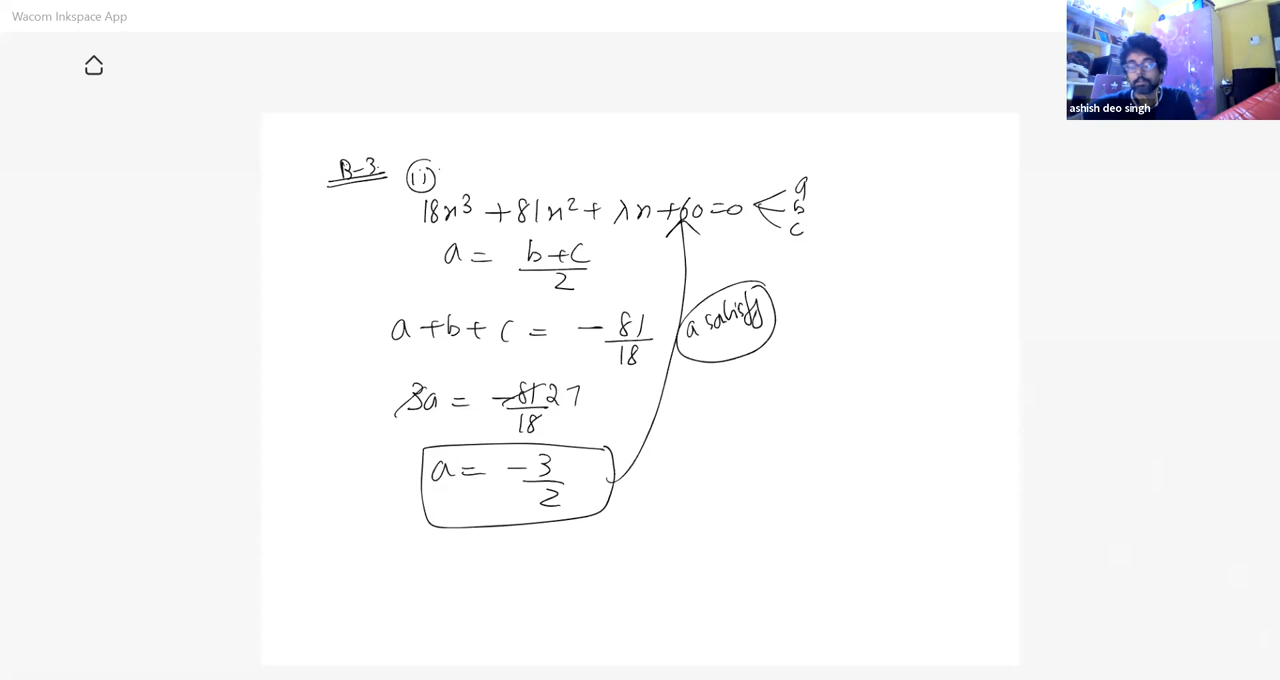 Wacom Inkspace App
ashish deo singh
B-3. (ii)
18x³ + 81x² + λx + 60 = 0 < a b c
a = b+c/2
a + b + c = - 81/18
a satisfy
3a = - 81 27/18
a = - 3/2